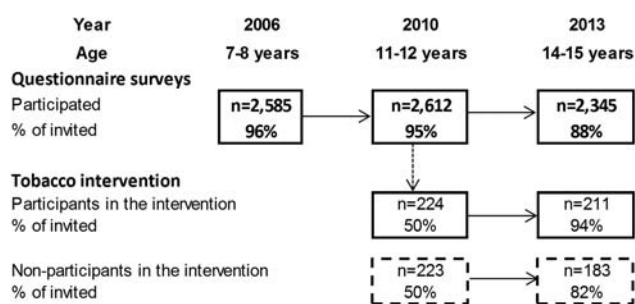 Year 2006 2010 2013
Age 7-8 years 11-12 years 14-15 years
Questionnaire surveys
Participated n=2,585 n=2,612 n=2,345
% of invited 96% 95% 88%
Tobacco intervention
Participants in the intervention n=224 n=211
% of invited 50% 94%
Non-participants in the intervention n=223 n=183
% of invited 50% 82%